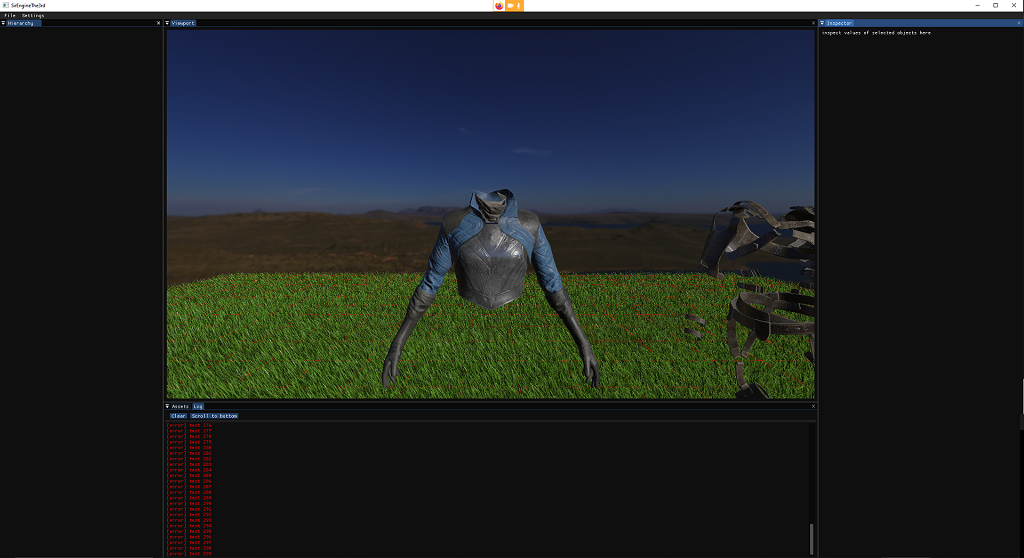 SirEngineThe3rd
File Settings
Hierarchy
Viewport
Inspector
inspect values of selected objects here
Assets Log
Clear Scroll to bottom
[error] test 276
[error] test 277
[error] test 278
[error] test 279
[error] test 280
[error] test 281
[error] test 282
[error] test 283
[error] test 284
[error] test 285
[error] test 286
[error] test 287
[error] test 288
[error] test 289
[error] test 290
[error] test 291
[error] test 292
[error] test 293
[error] test 294
[error] test 295
[error] test 296
[error] test 297
[error] test 298
[error] test 299